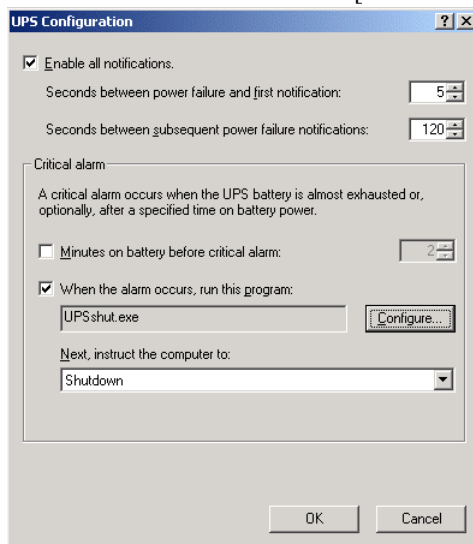 UPS Configuration
Enable all notifications.
Seconds between power failure and first notification: 5
Seconds between subsequent power failure notifications: 120
Critical alarm
A critical alarm occurs when the UPS battery is almost exhausted or,
optionally, after a specified time on battery power.
Minutes on battery before critical alarm: 2
When the alarm occurs, run this program:
UPSshut.exe Configure...
Next, instruct the computer to:
Shutdown
OK Cancel